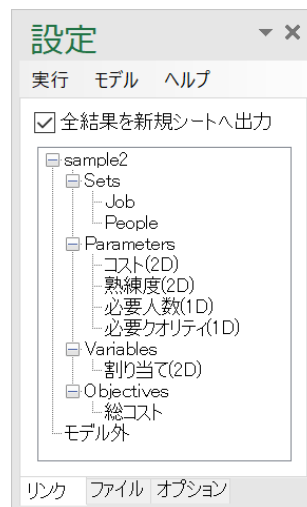 設定
実行 モデル ヘルプ
全結果を新規シートへ出力
sample2
Sets
Job
People
Parameters
コスト(2D)
熟練度(2D)
必要人数(1D)
必要クオリティ(1D)
Variables
割り当て(2D)
Objectives
総コスト
モデル外
リンク ファイル オプション